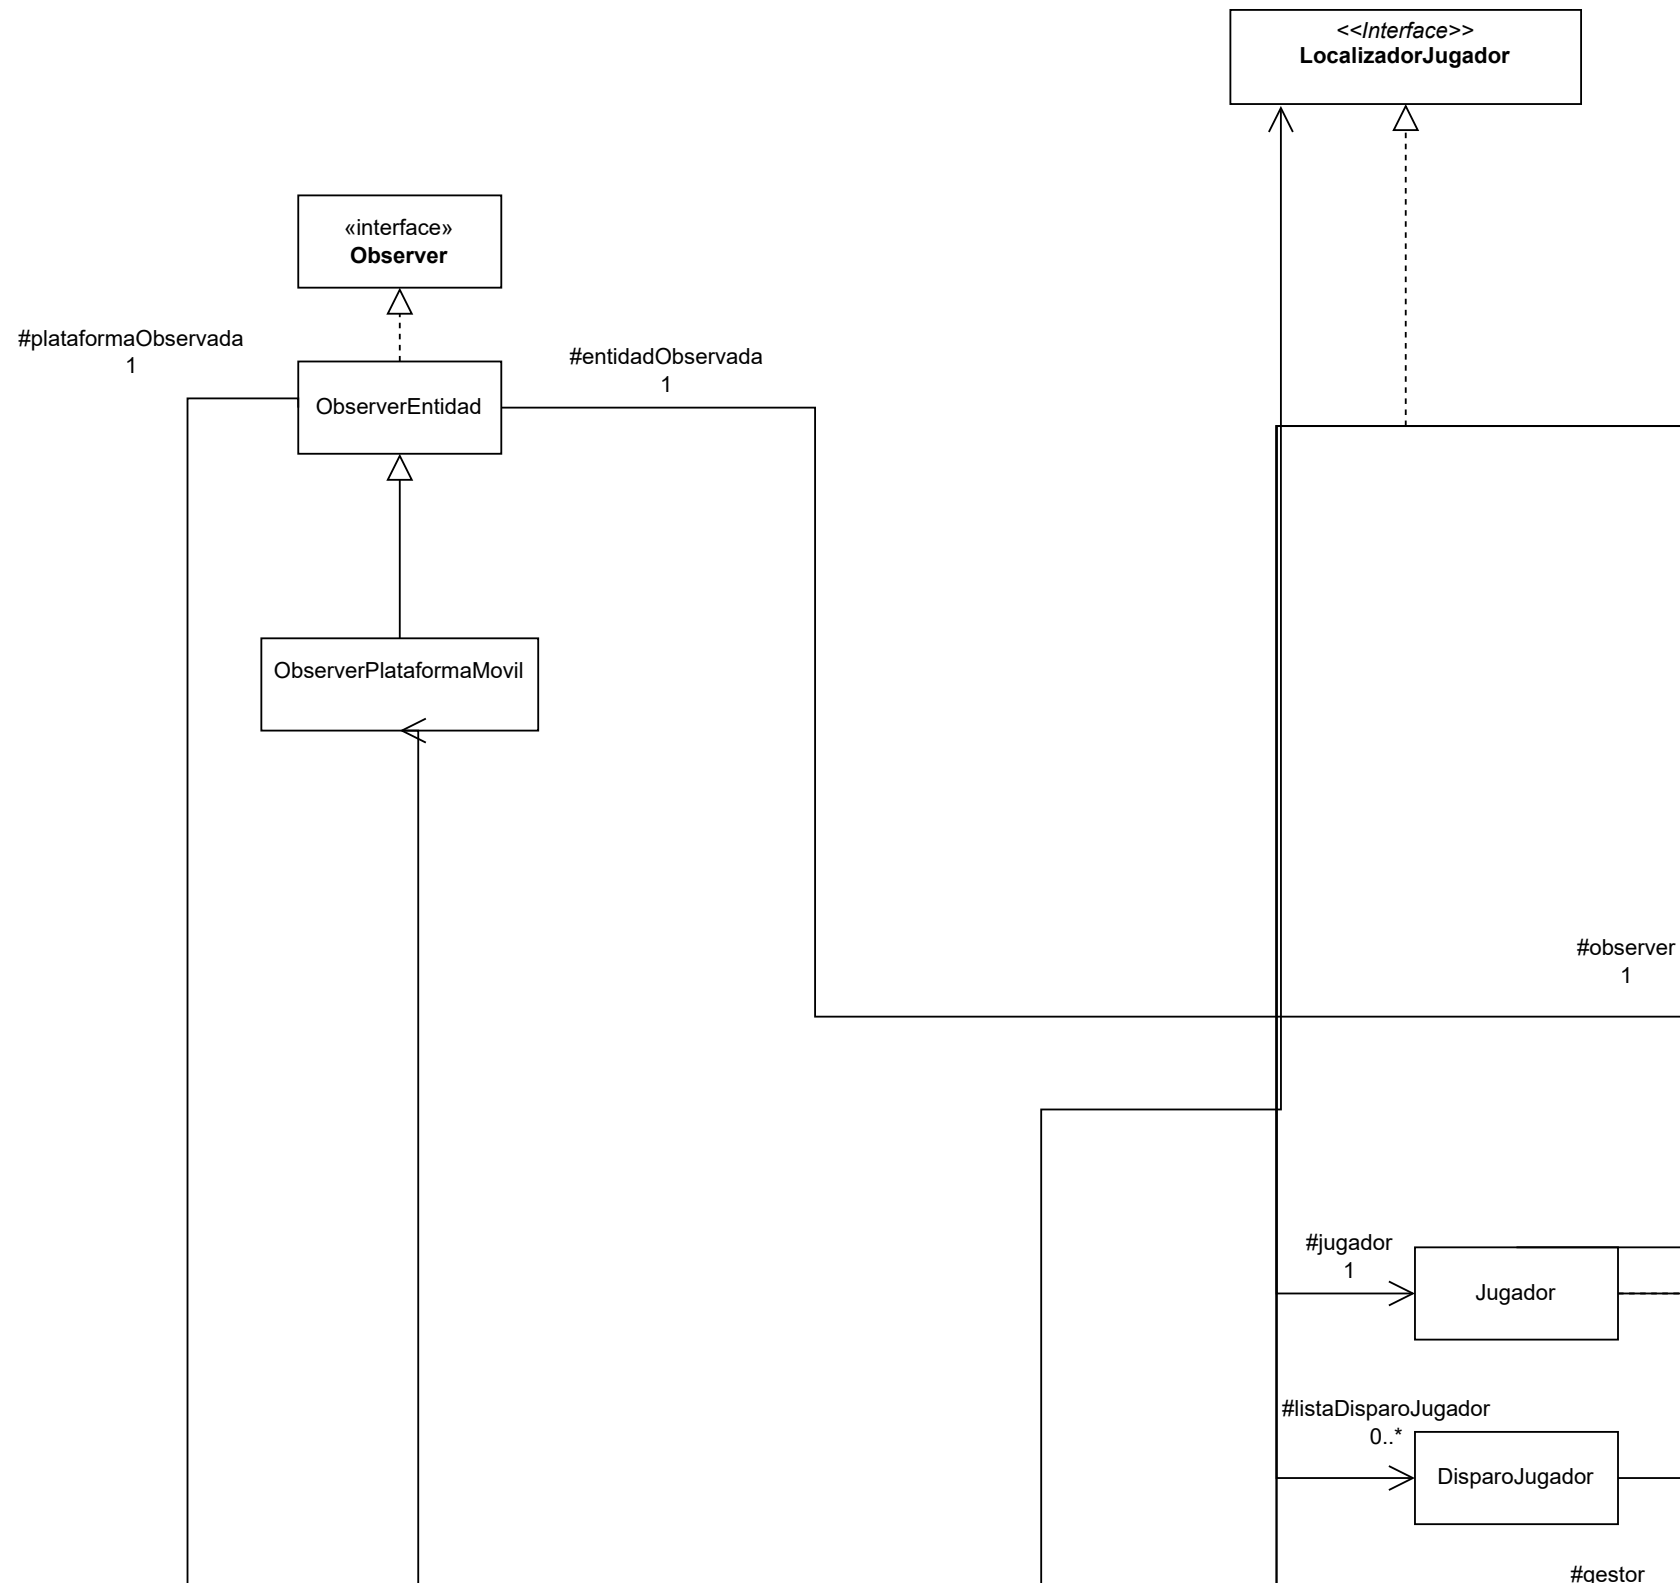 <<Interface>>
LocalizadorJugador
«interface»
Observer
#plataformaObservada
1
ObserverEntidad
#entidadObservada
1
ObserverPlataformaMovil
#observer
1
#jugador
1
Jugador
#listaDisparoJugador
0..*
DisparoJugador
#gestor